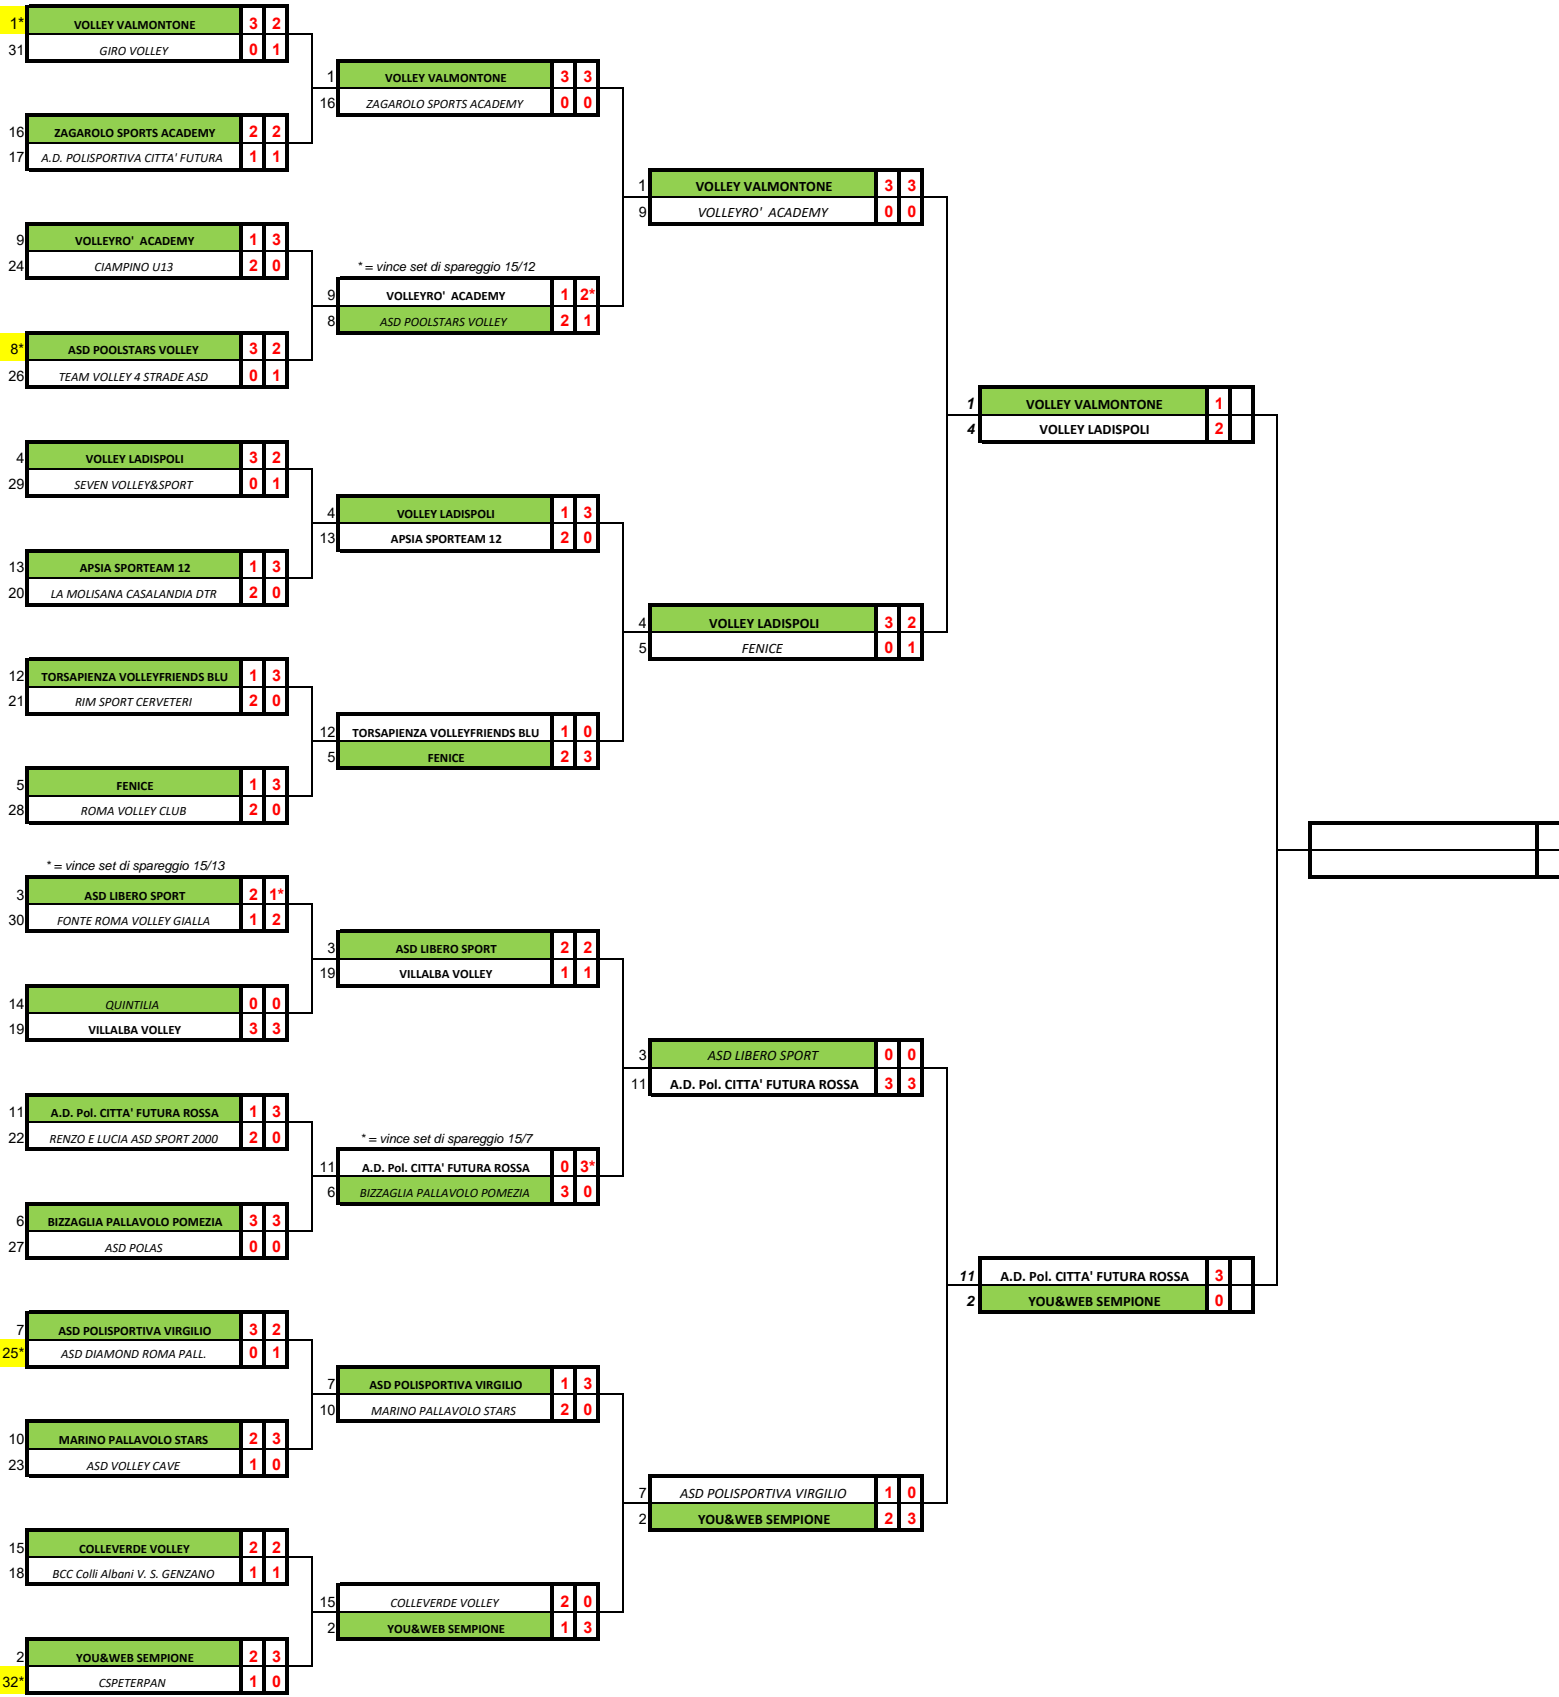 1* VOLLEY VALMONTONE 3 2
31 GIRO VOLLEY 0 1
16 ZAGAROLO SPORTS ACADEMY 2 2
17 A.D. POLISPORTIVA CITTA' FUTURA 1 1
9 VOLLEYRO' ACADEMY 1 3
24 CIAMPINO U13 2 0
8* ASD POOLSTARS VOLLEY 3 2
26 TEAM VOLLEY 4 STRADE ASD 0 1
4 VOLLEY LADISPOLI 3 2
29 SEVEN VOLLEY&SPORT 0 1
13 APSIA SPORTEAM 12 1 3
20 LA MOLISANA CASALANDIA DTR 2 0
12 TORSAPIENZA VOLLEYFRIENDS BLU 1 3
21 RIM SPORT CERVETERI 2 0
5 FENICE 1 3
28 ROMA VOLLEY CLUB 2 0
* = vince set di spareggio 15/13
3 ASD LIBERO SPORT 2 1*
30 FONTE ROMA VOLLEY GIALLA 1 2
14 QUINTILIA 0 0
19 VILLALBA VOLLEY 3 3
11 A.D. Pol. CITTA' FUTURA ROSSA 1 3
22 RENZO E LUCIA ASD SPORT 2000 2 0
6 BIZZAGLIA PALLAVOLO POMEZIA 3 3
27 ASD POLAS 0 0
7 ASD POLISPORTIVA VIRGILIO 3 2
25* ASD DIAMOND ROMA PALL. 0 1
10 MARINO PALLAVOLO STARS 2 3
23 ASD VOLLEY CAVE 1 0
15 COLLEVERDE VOLLEY 2 2
18 BCC Colli Albani V. S. GENZANO 1 1
2 YOU&WEB SEMPIONE 2 3
32* CSPETERPAN 1 0
1 VOLLEY VALMONTONE 3 3
16 ZAGAROLO SPORTS ACADEMY 0 0
* = vince set di spareggio 15/12
9 VOLLEYRO' ACADEMY 1 2*
8 ASD POOLSTARS VOLLEY 2 1
4 VOLLEY LADISPOLI 1 3
13 APSIA SPORTEAM 12 2 0
12 TORSAPIENZA VOLLEYFRIENDS BLU 1 0
5 FENICE 2 3
3 ASD LIBERO SPORT 2 2
19 VILLALBA VOLLEY 1 1
* = vince set di spareggio 15/7
11 A.D. Pol. CITTA' FUTURA ROSSA 0 3*
6 BIZZAGLIA PALLAVOLO POMEZIA 3 0
7 ASD POLISPORTIVA VIRGILIO 1 3
10 MARINO PALLAVOLO STARS 2 0
15 COLLEVERDE VOLLEY 2 0
2 YOU&WEB SEMPIONE 1 3
1 VOLLEY VALMONTONE 3 3
9 VOLLEYRO' ACADEMY 0 0
4 VOLLEY LADISPOLI 3 2
5 FENICE 0 1
3 ASD LIBERO SPORT 0 0
11 A.D. Pol. CITTA' FUTURA ROSSA 3 3
7 ASD POLISPORTIVA VIRGILIO 1 0
2 YOU&WEB SEMPIONE 2 3
1 VOLLEY VALMONTONE 1
4 VOLLEY LADISPOLI 2
11 A.D. Pol. CITTA' FUTURA ROSSA 3
2 YOU&WEB SEMPIONE 0